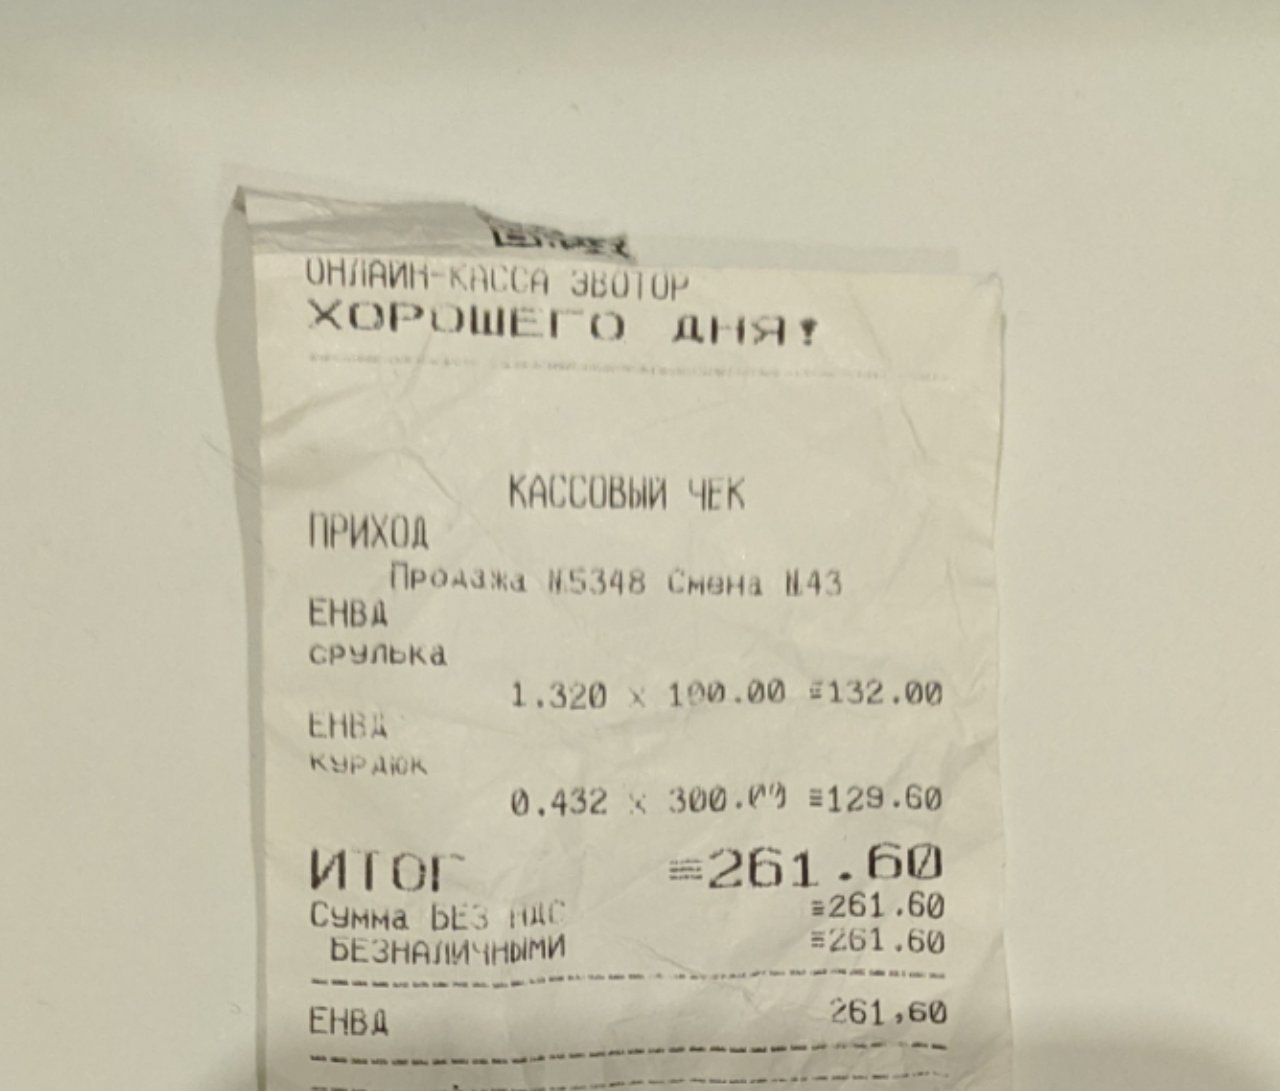 ОНЛАЙН-КАССА ЭВОТОР
ХОРОШЕГО ДНЯ!
КАССОВЫЙ ЧЕК
ПРИХОД
Продажа №5348 Смена №43
ЕНВД
СРУЛЬКА
1.320 x 100.00 ≡132.00
ЕНВД
КУРДЮК
0.432 x 300.00 ≡129.60
ИТОГ ≡261.60
Сумма БЕЗ НДС ≡261.60
БЕЗНАЛИЧНЫМИ ≡261.60
ЕНВД 261,60